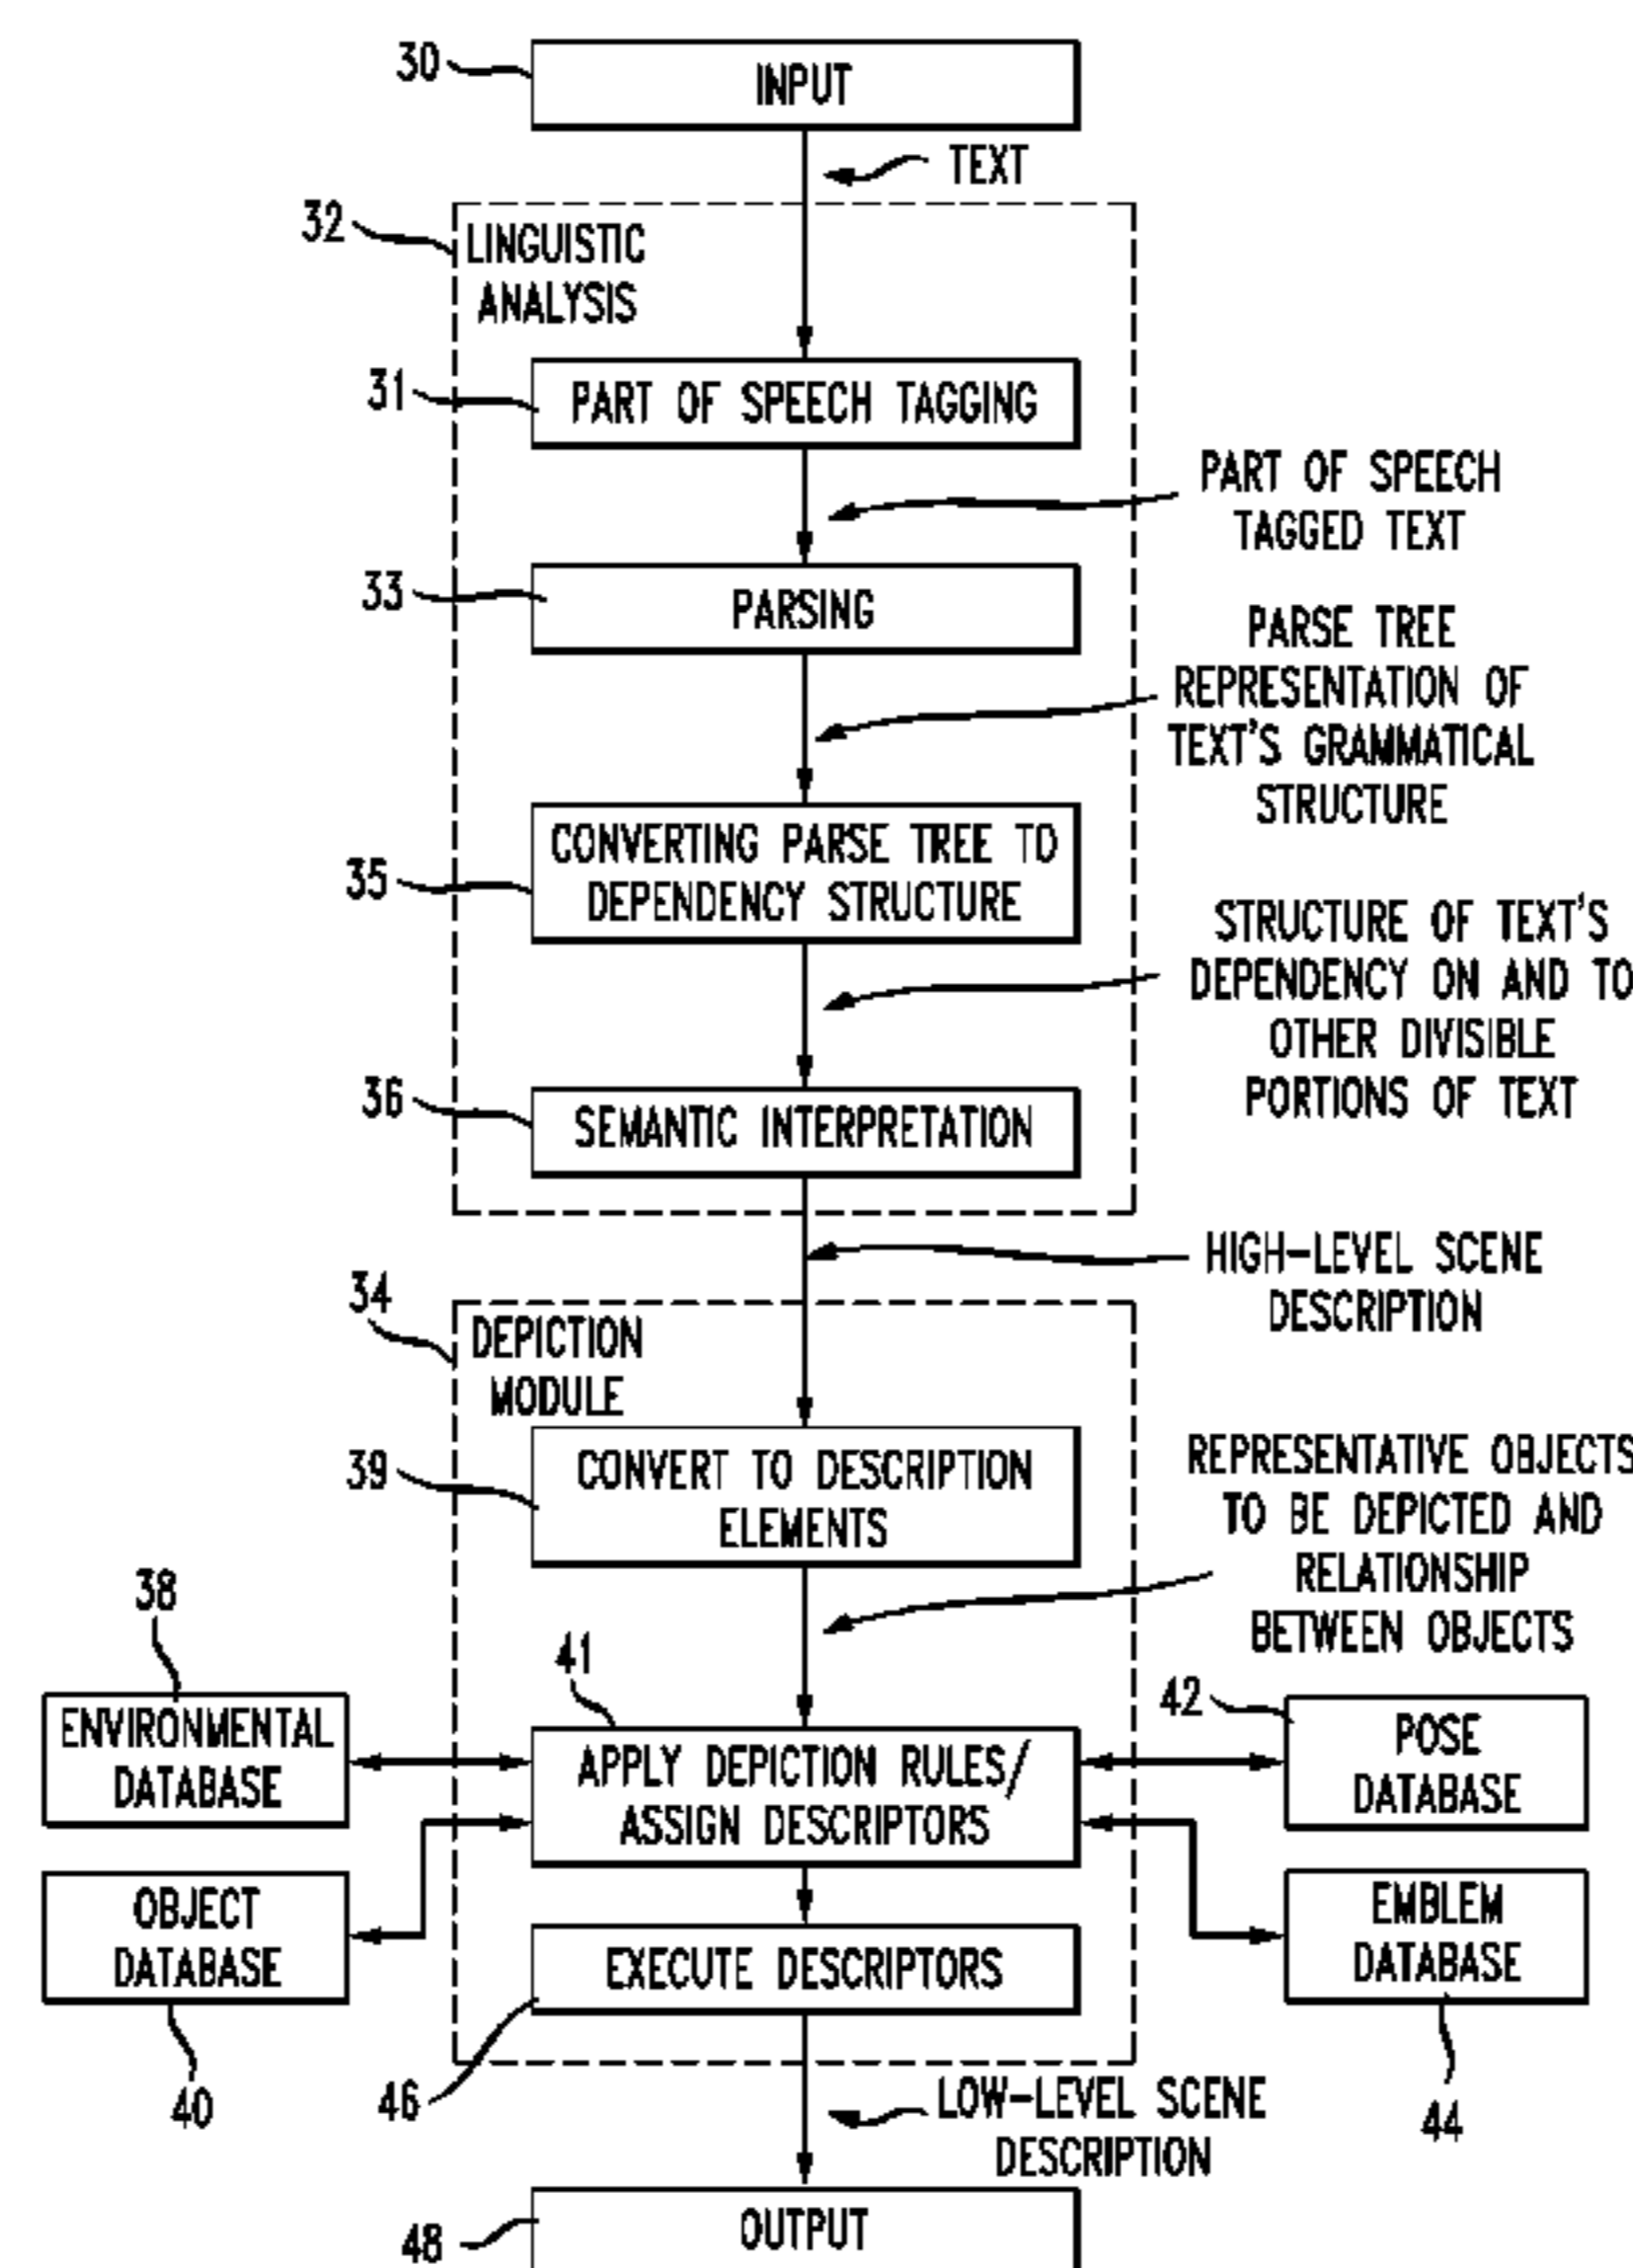 30
INPUT
TEXT
32
LINGUISTIC
ANALYSIS
31
PART OF SPEECH TAGGING
PART OF SPEECH
TAGGED TEXT
33
PARSING
PARSE TREE
REPRESENTATION OF
TEXT'S GRAMMATICAL
STRUCTURE
35
CONVERTING PARSE TREE TO
DEPENDENCY STRUCTURE
STRUCTURE OF TEXT'S
DEPENDENCY ON AND TO
OTHER DIVISIBLE
PORTIONS OF TEXT
36
SEMANTIC INTERPRETATION
HIGH-LEVEL SCENE
DESCRIPTION
34
DEPICTION
MODULE
39
CONVERT TO DESCRIPTION
ELEMENTS
REPRESENTATIVE OBJECTS
TO BE DEPICTED AND
RELATIONSHIP
BETWEEN OBJECTS
38
ENVIRONMENTAL
DATABASE
41
APPLY DEPICTION RULES/
ASSIGN DESCRIPTORS
42
POSE
DATABASE
OBJECT
DATABASE
40
EXECUTE DESCRIPTORS
46
EMBLEM
DATABASE
44
LOW-LEVEL SCENE
DESCRIPTION
48
OUTPUT